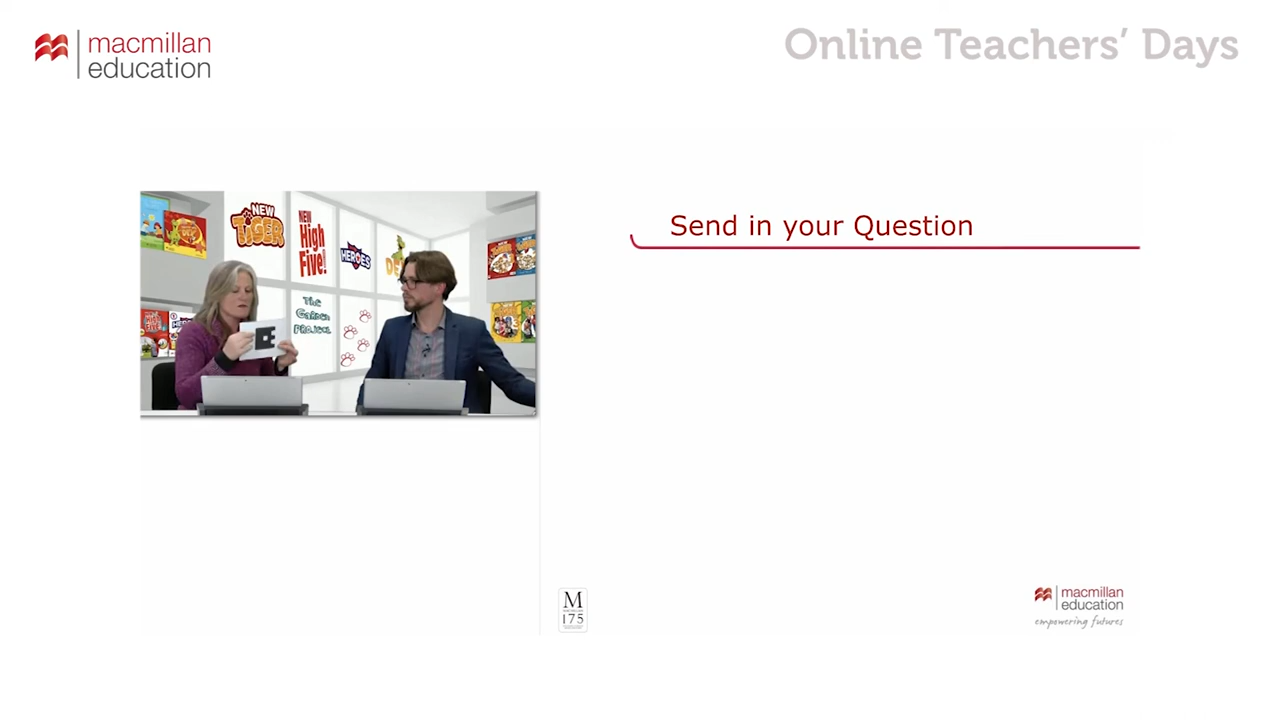 macmillan
education
Online Teachers' Days
Send in your Question
NEW
TIGER
NEW
High
Five!
HEROES
The
Garden
Project
M
175
macmillan
education
empowering futures